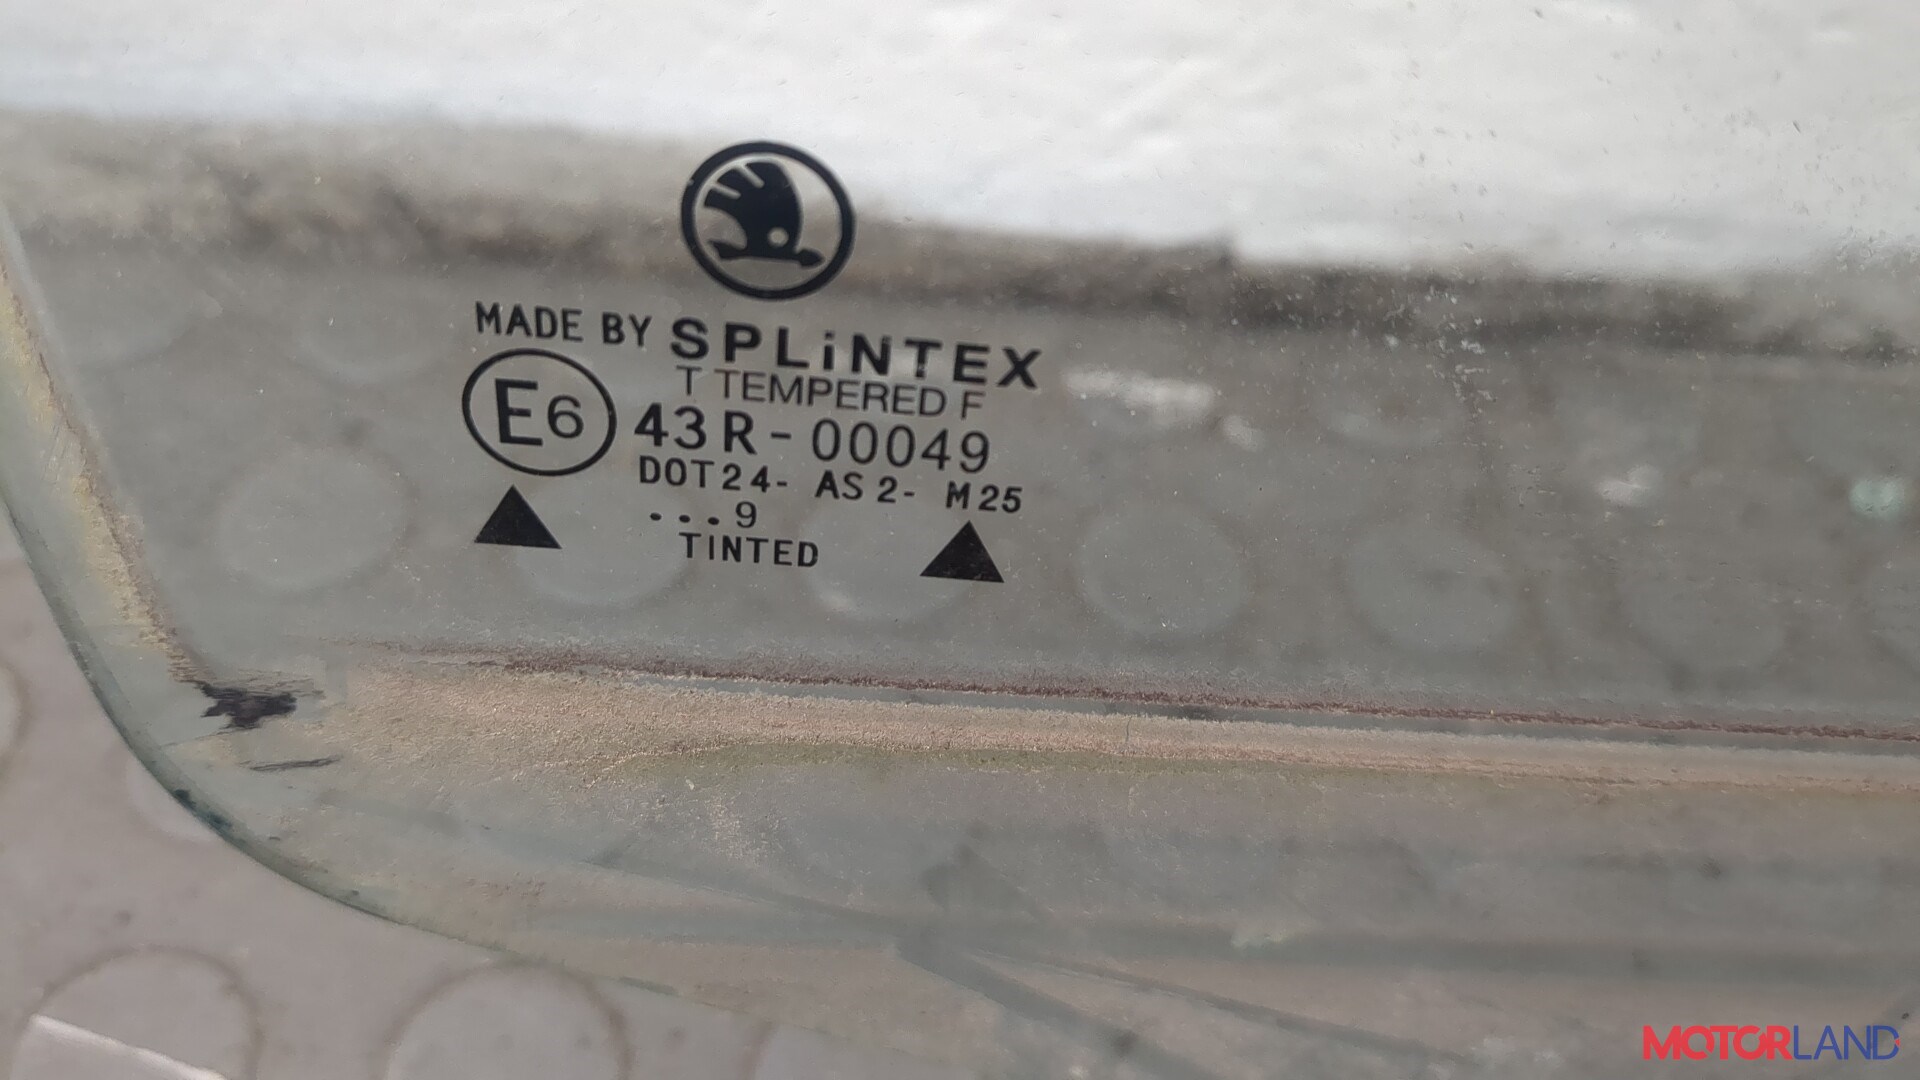 MADE BY SPLiNTEX
T TEMPERED F
E6 43R-00049
DOT24- AS2- M25
...9
TINTED
MOTORLAND